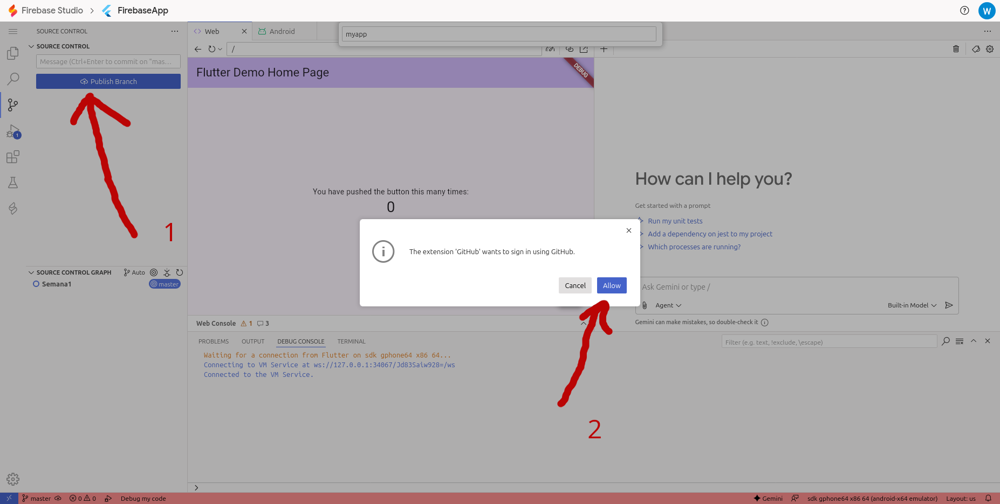 Firebase Studio > FirebaseApp
W
SOURCE CONTROL
SOURCE CONTROL
Message (Ctrl+Enter to commit on "mas...
Publish Branch
1
1
SOURCE CONTROL GRAPH
Auto
Semana1
master
Web
Android
myapp
/
Flutter Demo Home Page
DEBUG
You have pushed the button this many times:
0
The extension 'GitHub' wants to sign in using GitHub.
Cancel
Allow
2
Web Console 1 3
PROBLEMS OUTPUT DEBUG CONSOLE TERMINAL
Filter (e.g. text, !exclude, \escape)
Waiting for a connection from Flutter on sdk gphone64 x86 64...
Connecting to VM Service at ws://127.0.0.1:34067/Jd83Saiw928=/ws
Connected to the VM Service.
How can I help you?
Get started with a prompt
Run my unit tests
Add a dependency on jest to my project
Which processes are running?
Ask Gemini or type /
Agent
Built-in Model
Gemini can make mistakes, so double-check it
master 0 0 Debug my code
Gemini sdk gphone64 x86 64 (android-x64 emulator) Layout: us